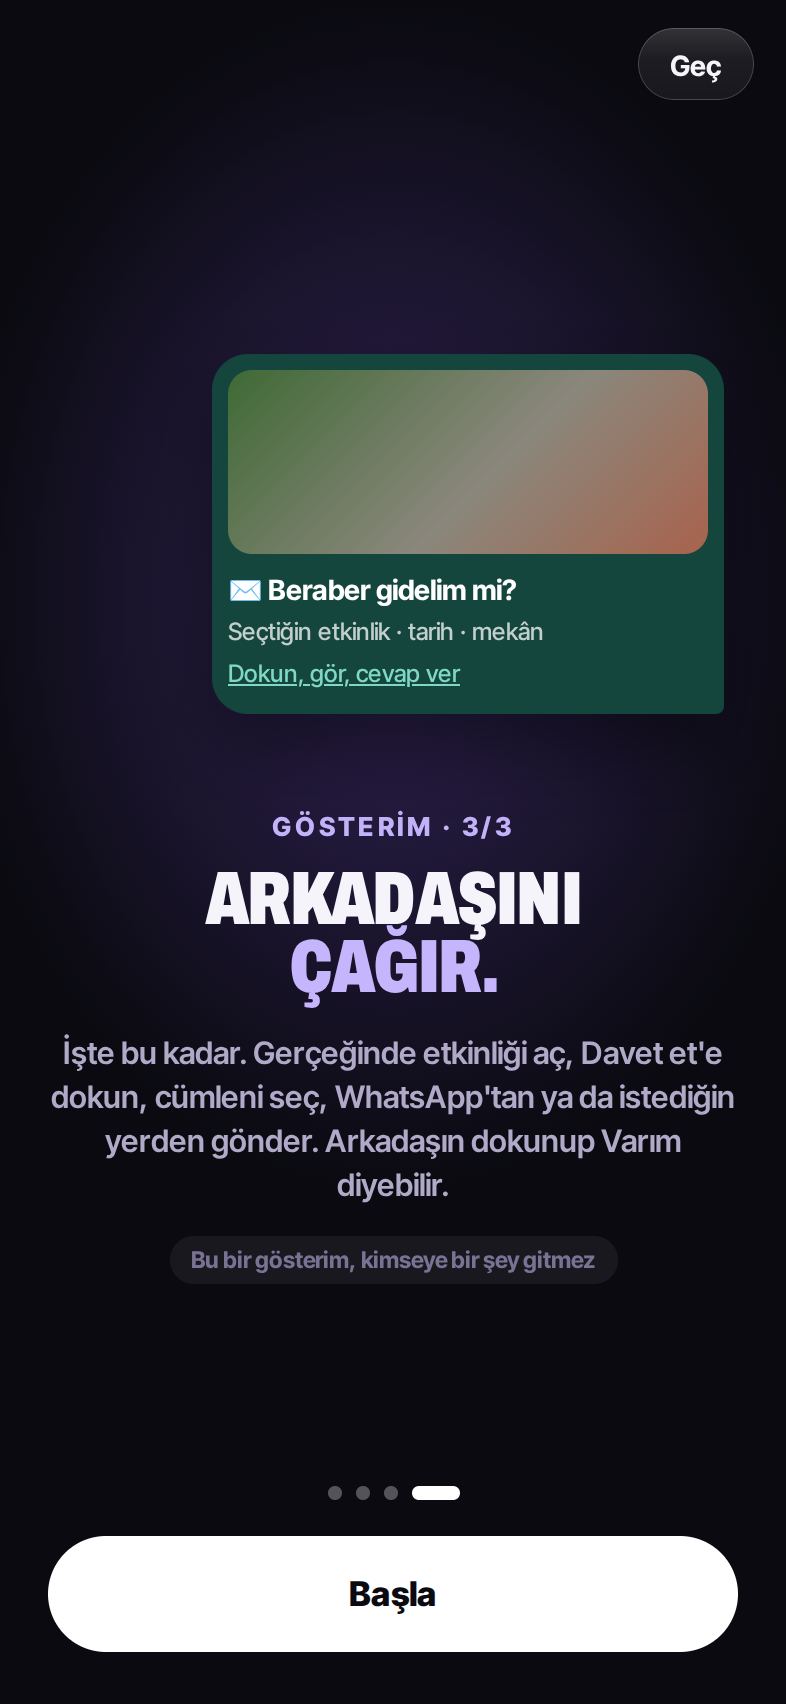 Geç
✉️ Beraber gidelim mi?
Seçtiğin etkinlik · tarih · mekân
Dokun, gör, cevap ver
GÖSTERİM · 3/3
ARKADAŞINI
ÇAĞIR.
İşte bu kadar. Gerçeğinde etkinliği aç, Davet et'e
dokun, cümleni seç, WhatsApp'tan ya da istediğin
yerden gönder. Arkadaşın dokunup Varım
diyebilir.
Bu bir gösterim, kimseye bir şey gitmez
Başla